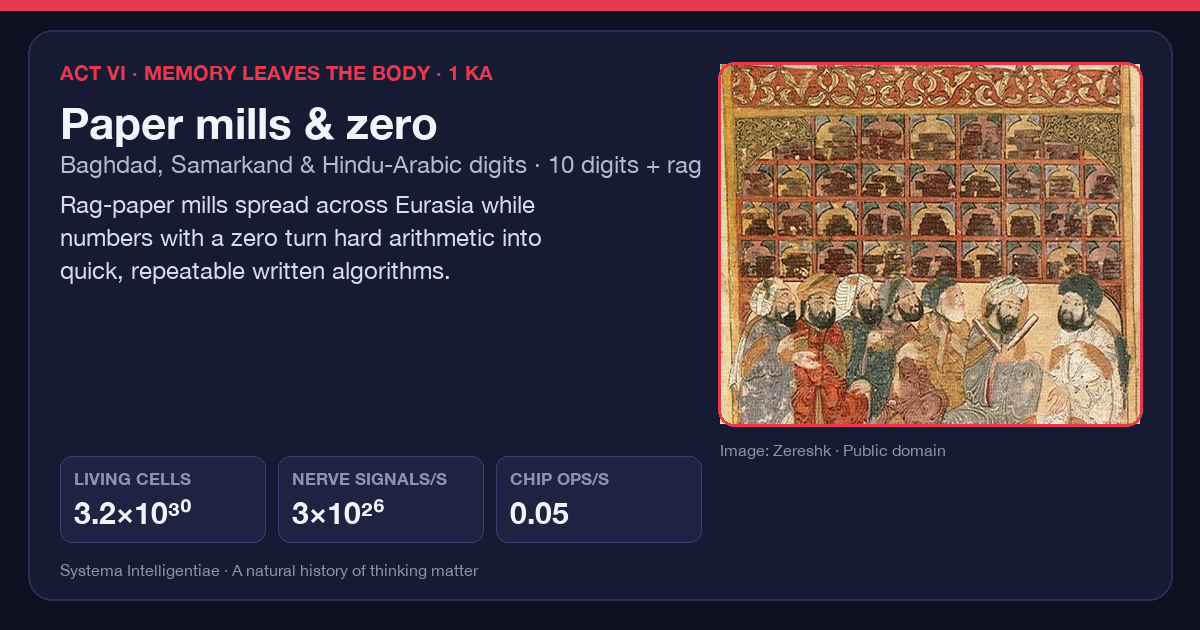 ACT VI · MEMORY LEAVES THE BODY · 1 KA
Paper mills & zero
Baghdad, Samarkand & Hindu-Arabic digits · 10 digits + rag
Rag-paper mills spread across Eurasia while
numbers with a zero turn hard arithmetic into
quick, repeatable written algorithms.
Image: Zereshk · Public domain
LIVING CELLS
3.2×10³⁰
NERVE SIGNALS/S
3×10²⁶
CHIP OPS/S
0.05
Systema Intelligentiae · A natural history of thinking matter